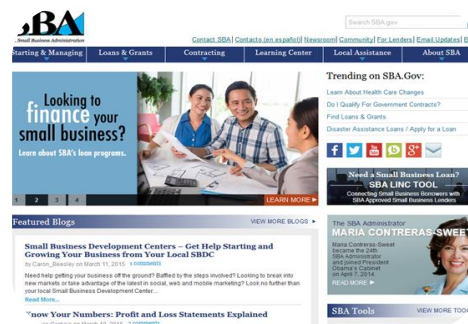 SBA
Small Business Administration
Search SBA.gov
Contact SBA | Contacto (en español) | Newsroom | Community | For Lenders | Email Updates | E
Starting & Managing Loans & Grants Contracting Learning Center Local Assistance About SBA
Looking to
finance your
small business?
Learn about SBA's loan programs.
1 2 3 4
LEARN MORE
Trending on SBA.Gov:
Learn About Health Care Changes
Do I Qualify For Government Contracts?
Find Loans & Grants
Disaster Assistance Loans / Apply for a Loan
Need a Small Business Loan?
SBA LINC TOOL
Connecting Small Business Borrowers with
SBA Approved Small Business Lenders
Featured Blogs VIEW MORE BLOGS
Small Business Development Centers – Get Help Starting and
Growing Your Business from Your Local SBDC
by Caron_Beesley on March 11, 2015 comments
Need help getting your business off the ground? Baffled by the steps involved? Looking to break into
new markets or take advantage of the latest in social, web and mobile marketing? Look no further than
your local Small Business Development Center...
Read More...
now Your Numbers: Profit and Loss Statements Explained
The SBA Administrator
MARIA CONTRERAS-SWEET
Maria Contreras-Sweet
became the 24th
SBA Administrator
and joined President
Obama's Cabinet
on April 7, 2014.
READ MORE
SBA Tools VIEW MORE TOO